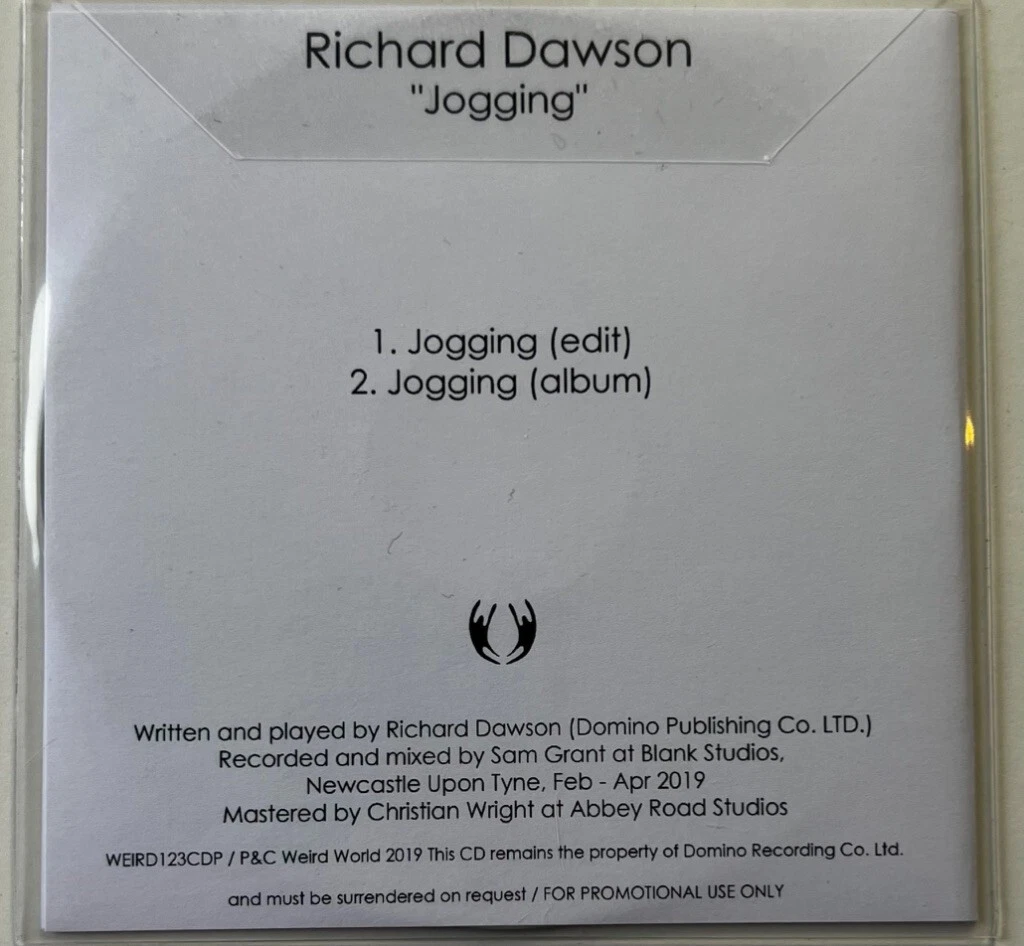 Richard Dawson
"Jogging"
1. Jogging (edit)
2. Jogging (album)
Written and played by Richard Dawson (Domino Publishing Co. LTD.)
Recorded and mixed by Sam Grant at Blank Studios,
Newcastle Upon Tyne, Feb - Apr 2019
Mastered by Christian Wright at Abbey Road Studios
WEIRD123CDP / P&C Weird World 2019 This CD remains the property of Domino Recording Co. Ltd.
and must be surrendered on request / FOR PROMOTIONAL USE ONLY